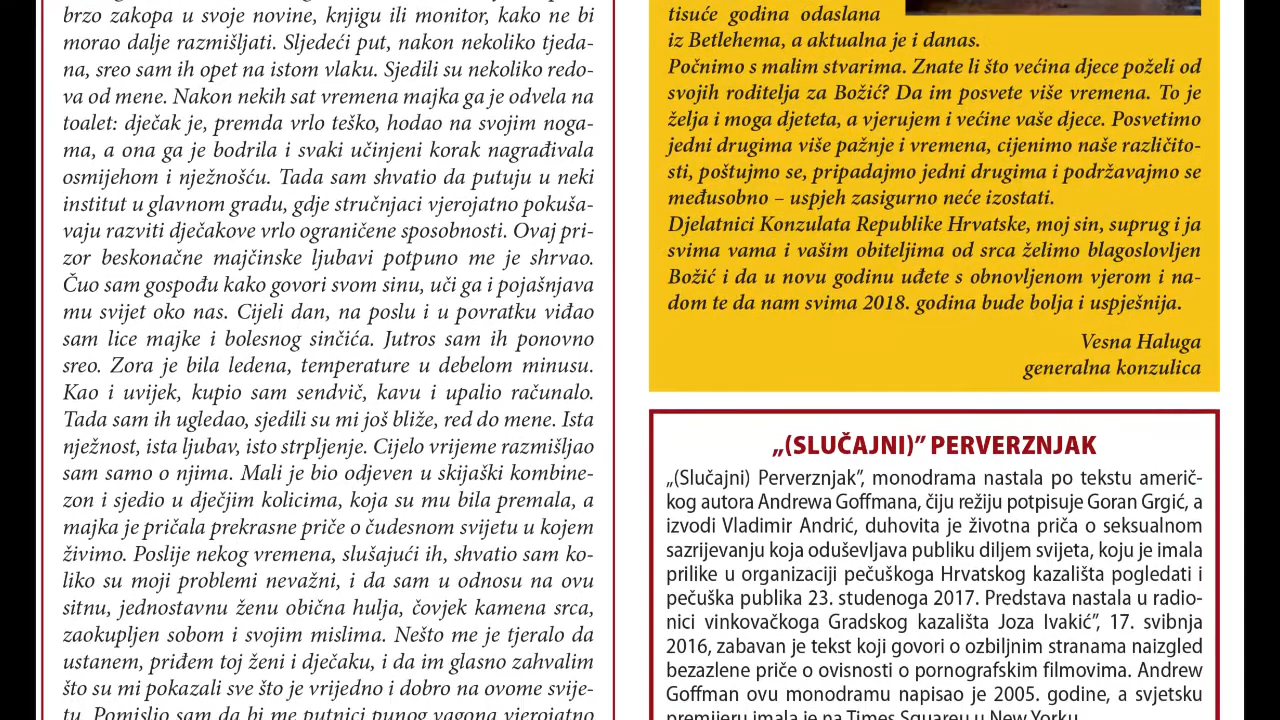 brzo zakopa u svoje novine, knjigu ili monitor, kako ne bi
morao dalje razmišljati. Sljedeći put, nakon nekoliko tjeda-
na, sreo sam ih opet na istom vlaku. Sjedili su nekoliko redo-
va od mene. Nakon nekih sat vremena majka ga je odvela na
toalet: dječak je, premda vrlo teško, hodao na svojim noga-
ma, a ona ga je bodrila i svaki učinjeni korak nagrađivala
osmijehom i nježnošću. Tada sam shvatio da putuju u neki
institut u glavnom gradu, gdje stručnjaci vjerojatno pokuša-
vaju razviti dječakove vrlo ograničene sposobnosti. Ovaj pri-
zor beskonačne majčinske ljubavi potpuno me je shrvao.
Čuo sam gospođu kako govori svom sinu, uči ga i pojašnjava
mu svijet oko nas. Cijeli dan, na poslu i u povratku viđao
sam lice majke i bolesnog sinčića. Jutros sam ih ponovno
sreo. Zora je bila ledena, temperature u debelom minusu.
Kao i uvijek, kupio sam sendvič, kavu i upalio računalo.
Tada sam ih ugledao, sjedili su mi još bliže, red do mene. Ista
nježnost, ista ljubav, isto strpljenje. Cijelo vrijeme razmišljao
sam samo o njima. Mali je bio odjeven u skijaški kombine-
zon i sjedio u dječjim kolicima, koja su mu bila premala, a
majka je pričala prekrasne priče o čudesnom svijetu u kojem
živimo. Poslije nekog vremena, slušajući ih, shvatio sam ko-
liko su moji problemi nevažni, i da sam u odnosu na ovu
sitnu, jednostavnu ženu obična hulja, čovjek kamena srca,
zaokupljen sobom i svojim mislima. Nešto me je tjeralo da
ustanem, priđem toj ženi i dječaku, i da im glasno zahvalim
što su mi pokazali sve što je vrijedno i dobro na ovome svije-
tu. Pomislio sam da bi me putnici punog vagona vjerojatno
tisuće godina odaslana
iz Betlehema, a aktualna je i danas.
Počnimo s malim stvarima. Znate li što većina djece poželi od
svojih roditelja za Božić? Da im posvete više vremena. To je
želja i moga djeteta, a vjerujem i većine vaše djece. Posvetimo
jedni drugima više pažnje i vremena, cijenimo naše različito-
sti, poštujmo se, pripadajmo jedni drugima i podržavajmo se
međusobno – uspjeh zasigurno neće izostati.
Djelatnici Konzulata Republike Hrvatske, moj sin, suprug i ja
svima vama i vašim obiteljima od srca želimo blagoslovljen
Božić i da u novu godinu uđete s obnovljenom vjerom i na-
dom te da nam svima 2018. godina bude bolja i uspješnija.
Vesna Haluga
generalna konzulica
„(SLUČAJNI)” PERVERZNJAK
„(Slučajni) Perverznjak”, monodrama nastala po tekstu američ-
kog autora Andrewa Goffmana, čiju režiju potpisuje Goran Grgić, a
izvodi Vladimir Andrić, duhovita je životna priča o seksualnom
sazrijevanju koja oduševljava publiku diljem svijeta, koju je imala
prilike u organizaciji pečuškoga Hrvatskog kazališta pogledati i
pečuška publika 23. studenoga 2017. Predstava nastala u radio-
nici vinkovačkoga Gradskog kazališta Joza Ivakić”, 17. svibnja
2016, zabavan je tekst koji govori o ozbiljnim stranama naizgled
bezazlene priče o ovisnosti o pornografskim filmovima. Andrew
Goffman ovu monodramu napisao je 2005. godine, a svjetsku
premijeru imala je na Times Squareu u New Yorku.